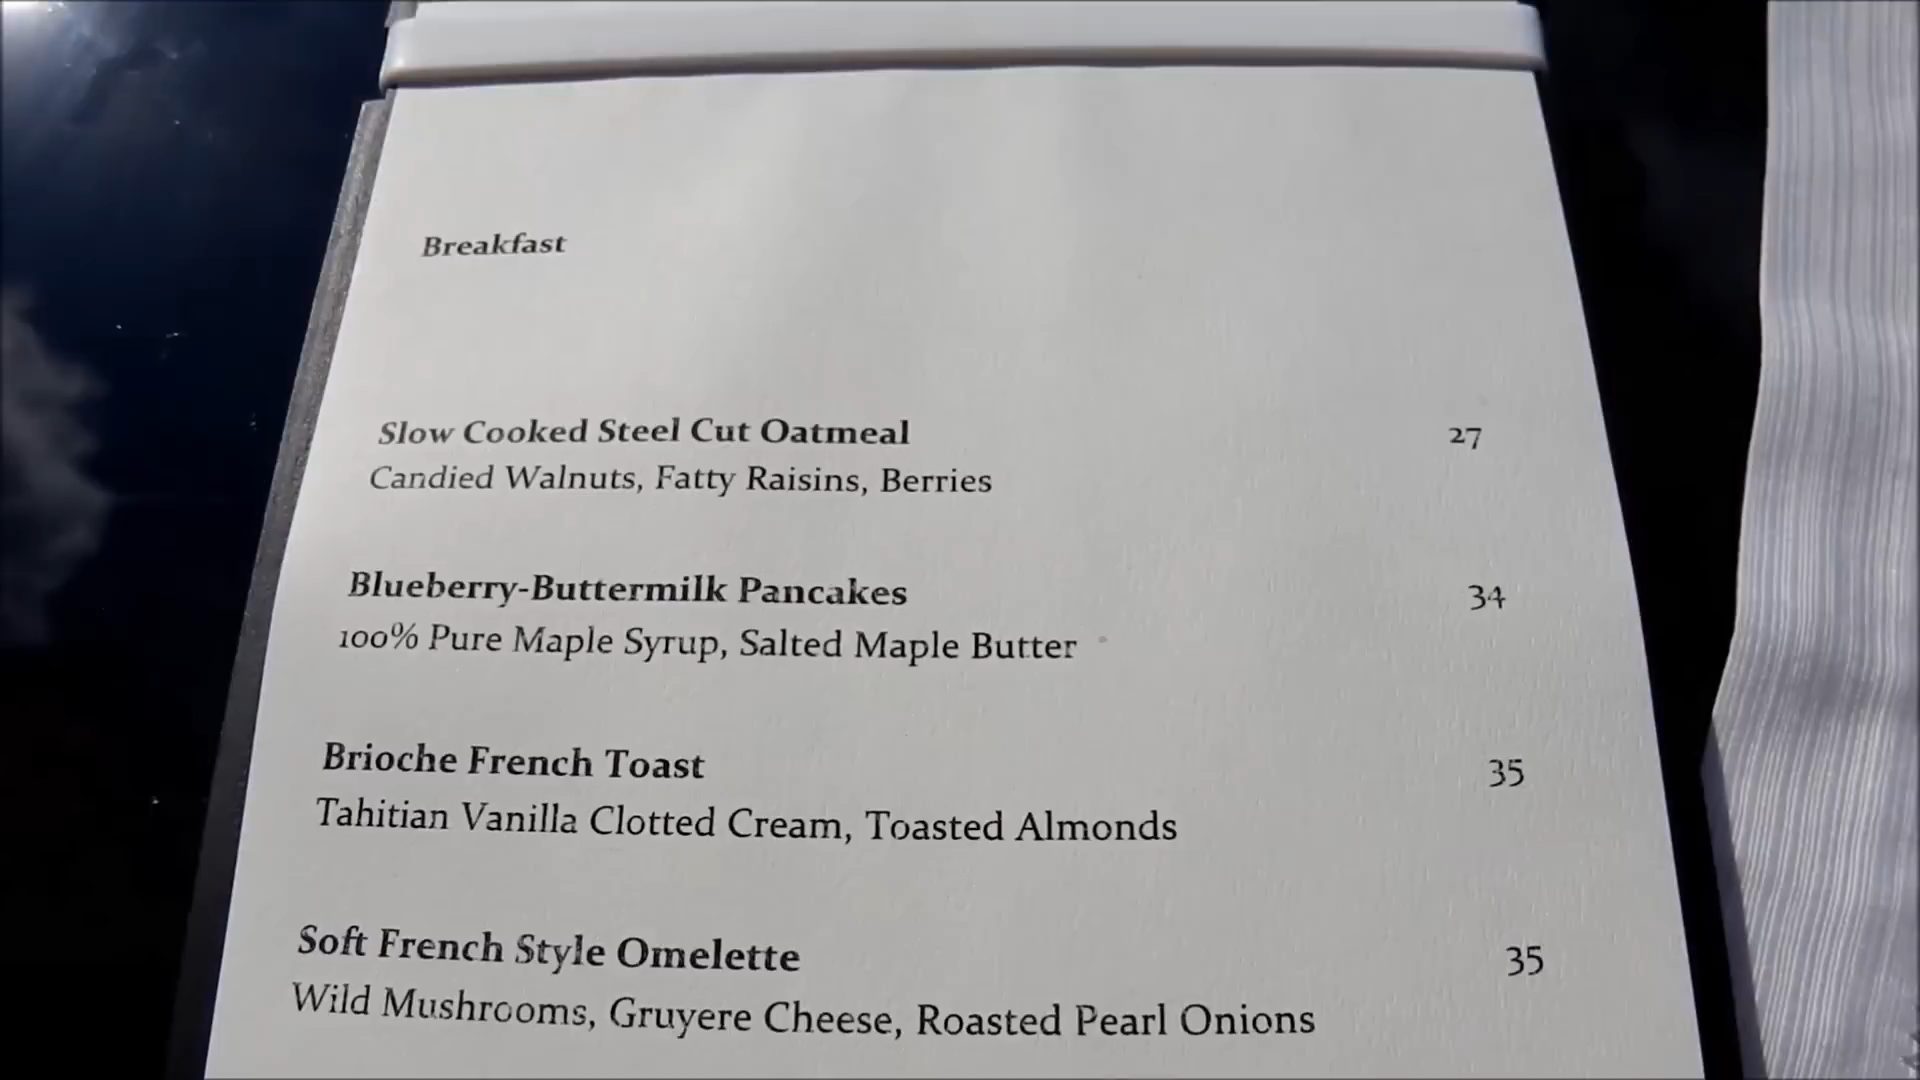 Breakfast
Slow Cooked Steel Cut Oatmeal 27
Candied Walnuts, Fatty Raisins, Berries
Blueberry-Buttermilk Pancakes 34
100% Pure Maple Syrup, Salted Maple Butter
Brioche French Toast 35
Tahitian Vanilla Clotted Cream, Toasted Almonds
Soft French Style Omelette 35
Wild Mushrooms, Gruyere Cheese, Roasted Pearl Onions